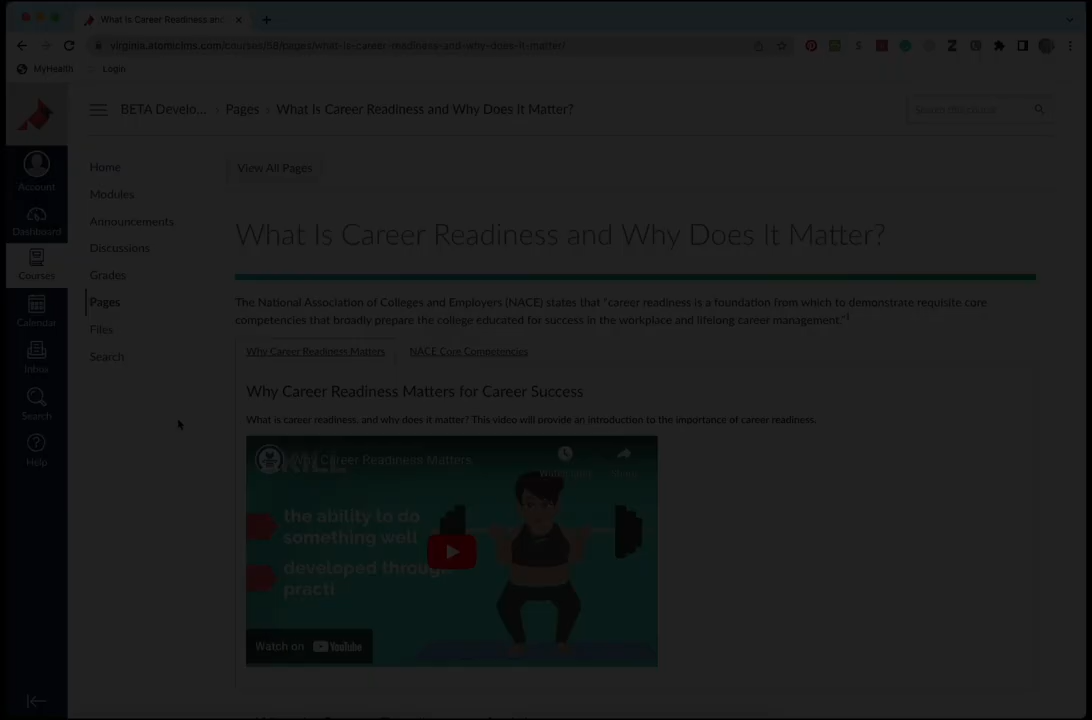 What Is Career Readiness and
virginia.atomiclms.com/courses/58/pages/what-is-career-readiness-and-why-does-it-matter/
MyHealth
Login
BETA Develo... › Pages › What Is Career Readiness and Why Does It Matter?
Account
Dashboard
Courses
Calendar
Inbox
Search
Help
Home
Modules
Announcements
Discussions
Grades
Pages
Files
Search
View All Pages
What Is Career Readiness and Why Does It Matter?
The National Association of Colleges and Employers (NACE) states that "career readiness is a foundation from which to demonstrate requisite core
competencies that broadly prepare the college educated for success in the workplace and lifelong career management."1
Why Career Readiness Matters
NACE Core Competencies
Why Career Readiness Matters for Career Success
What is career readiness, and why does it matter? This video will provide an introduction to the importance of career readiness.
Career Readiness Matters
Watch later
Share
the ability to do
something well
developed throug
practi
Watch on YouTube